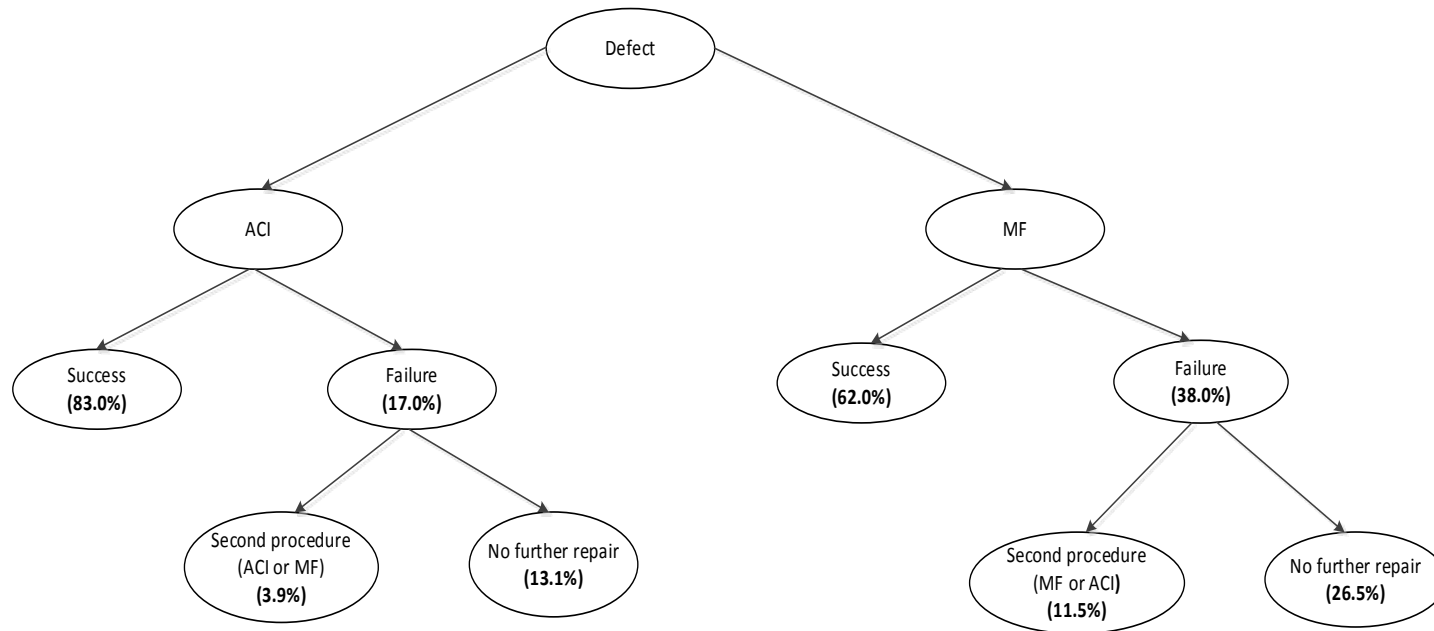 Defect
ACI
MF
Success
(83.0%)
Failure
(17.0%)
Success
(62.0%)
Failure
(38.0%)
Second procedure
(ACI or MF)
(3.9%)
No further repair
(13.1%)
Second procedure
(MF or ACI)
(11.5%)
No further repair
(26.5%)